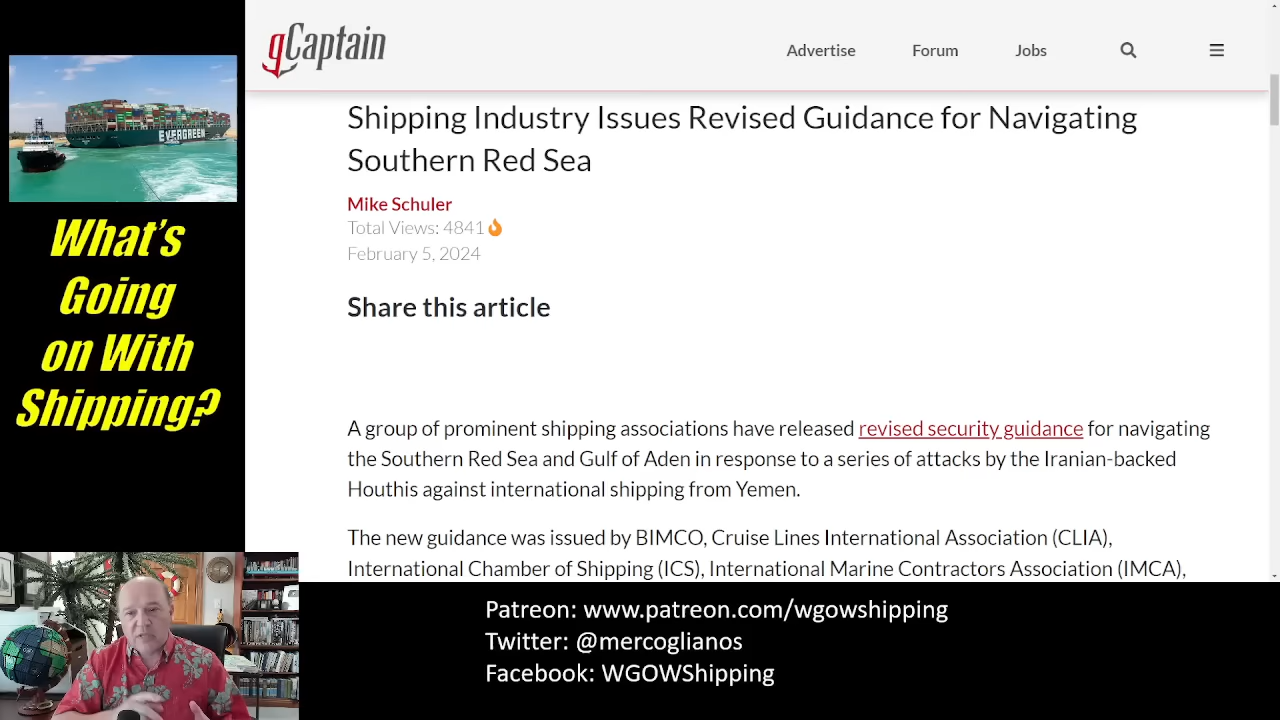 gCaptain
Advertise
Forum
Jobs
Shipping Industry Issues Revised Guidance for Navigating
Southern Red Sea
Mike Schuler
Total Views: 4841
February 5, 2024
Share this article
A group of prominent shipping associations have released revised security guidance for navigating
the Southern Red Sea and Gulf of Aden in response to a series of attacks by the Iranian-backed
Houthis against international shipping from Yemen.
The new guidance was issued by BIMCO, Cruise Lines International Association (CLIA),
International Chamber of Shipping (ICS), International Marine Contractors Association (IMCA),
EVERGREEN
What's
Going
on With
Shipping?
Patreon: www.patreon.com/wgowshipping
Twitter: @mercoglianos
Facebook: WGOWShipping